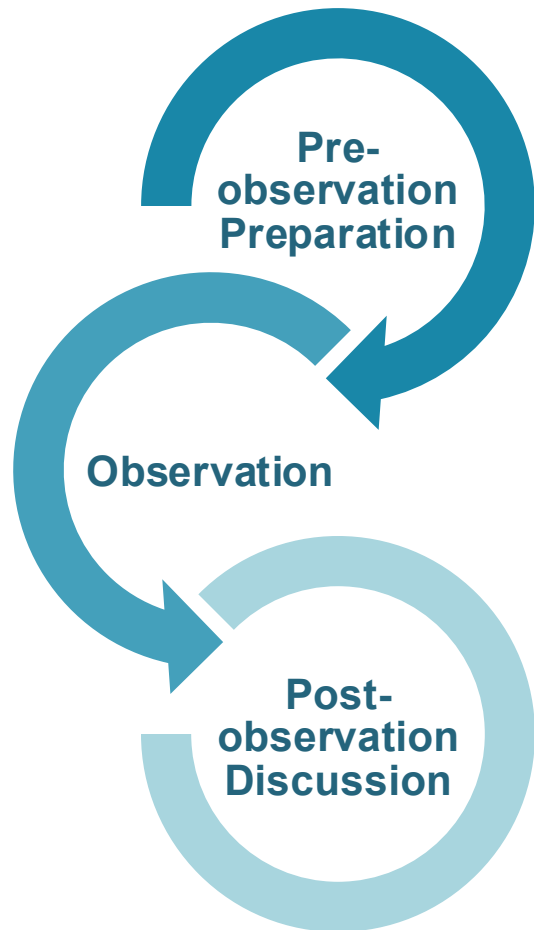 Pre-
observation
Preparation
Observation
Post-
observation
Discussion